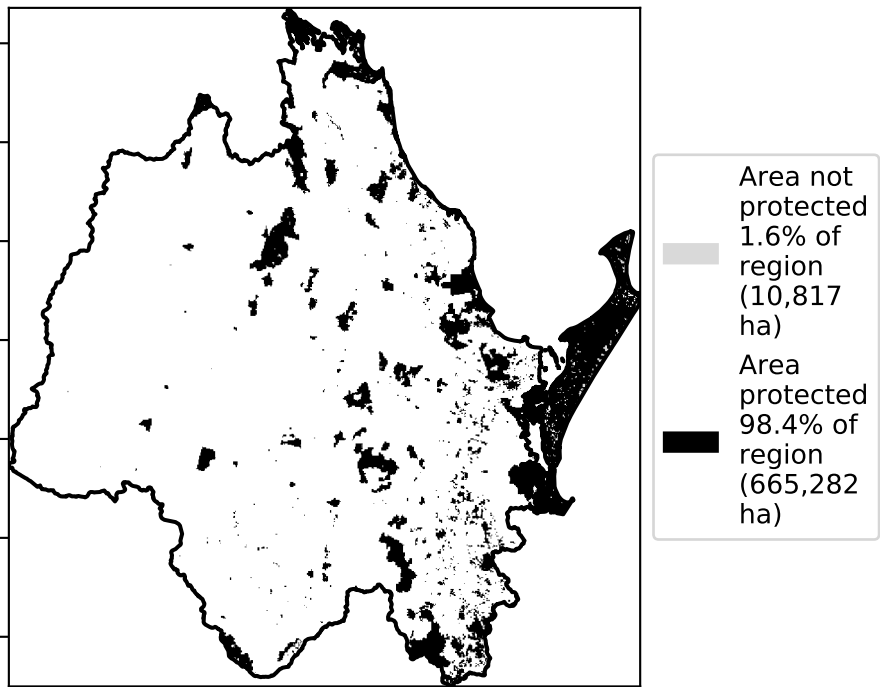 Area not
protected
1.6% of
region
(10,817
ha)
Area
protected
98.4% of
region
(665,282
ha)